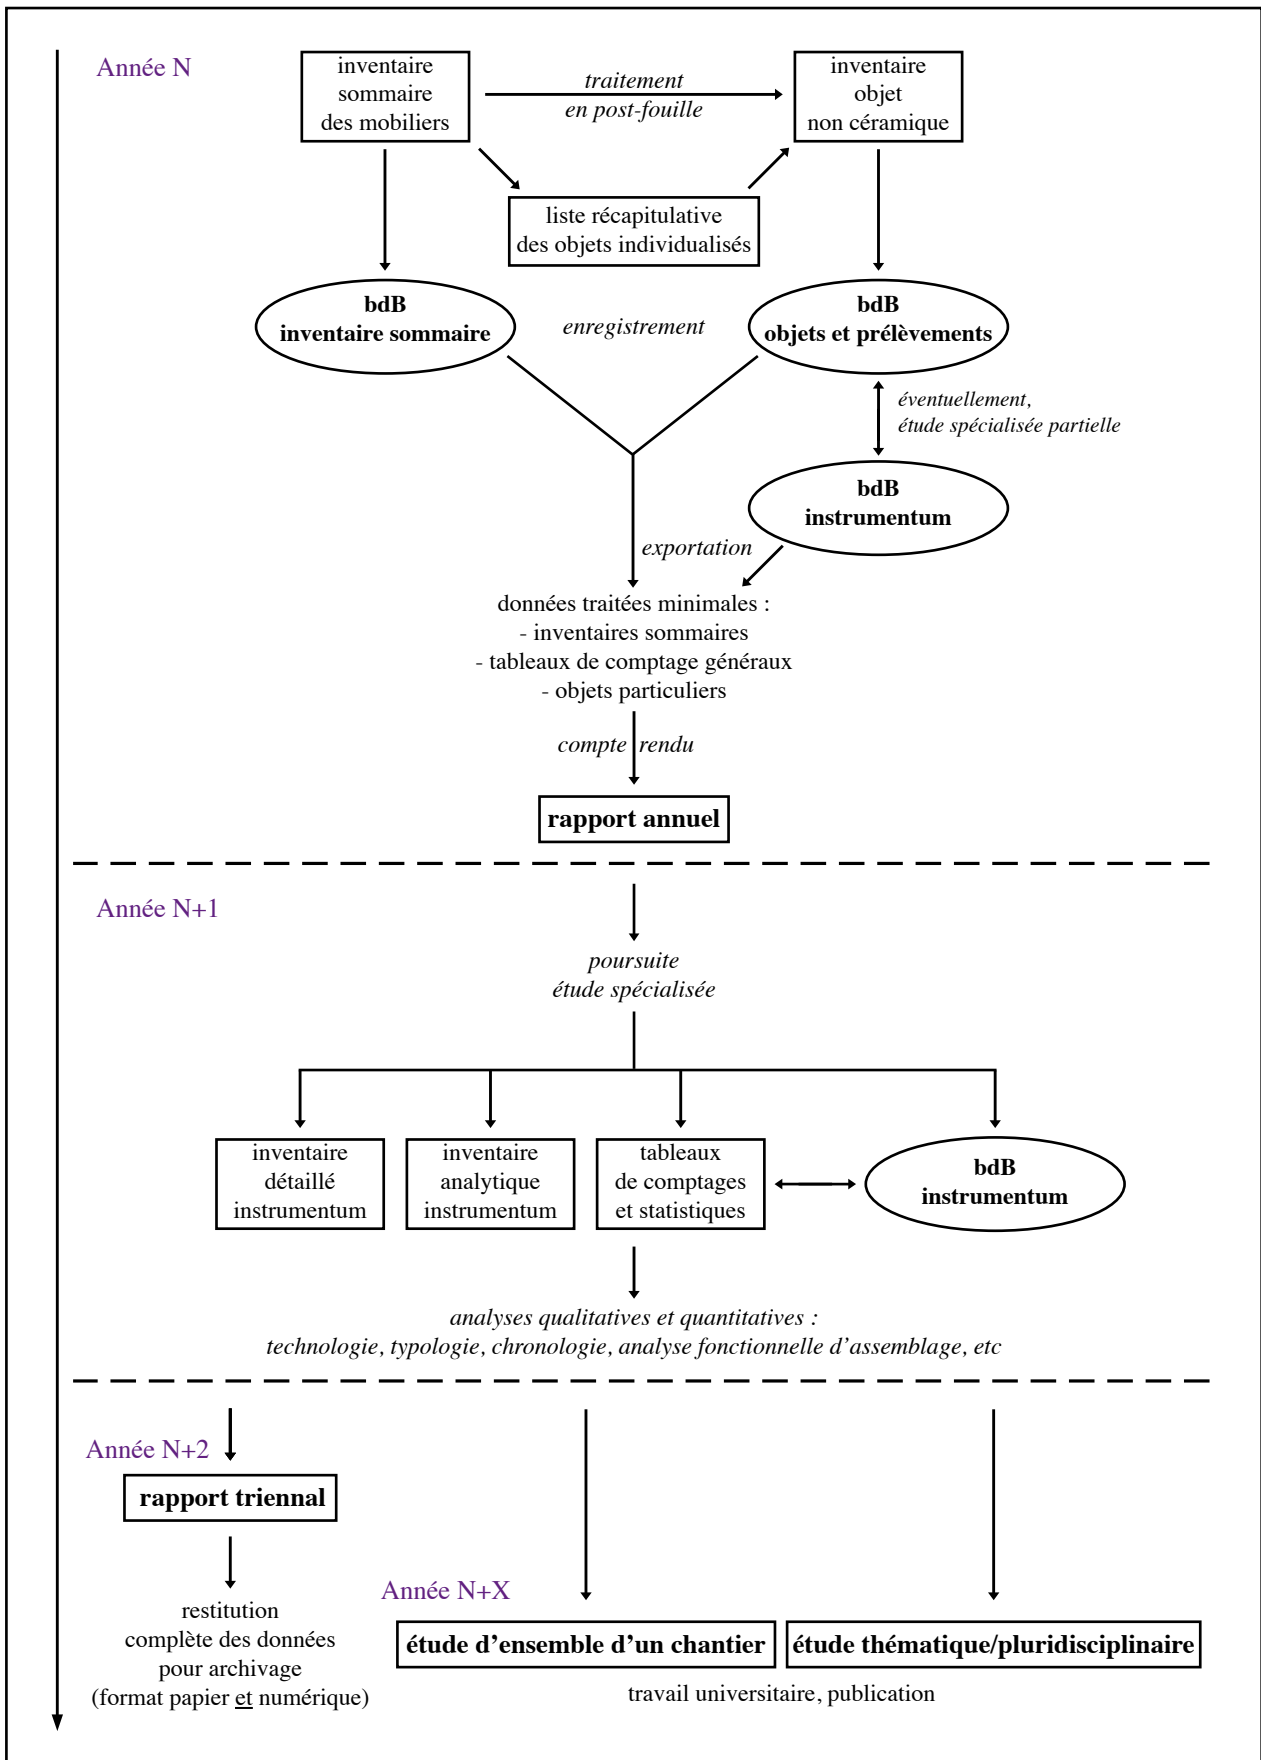 Année N
inventaire
sommaire
des mobiliers
traitement
en post-fouille
inventaire
objet
non céramique
liste récapitulative
des objets individualisés
bdB
inventaire sommaire
enregistrement
bdB
objets et prélèvements
éventuellement,
étude spécialisée partielle
bdB
instrumentum
exportation
données traitées minimales :
- inventaires sommaires
- tableaux de comptage généraux
- objets particuliers
compte rendu
rapport annuel
Année N+1
poursuite
étude spécialisée
inventaire
détaillé
instrumentum
inventaire
analytique
instrumentum
tableaux
de comptages
et statistiques
bdB
instrumentum
analyses qualitatives et quantitatives :
technologie, typologie, chronologie, analyse fonctionnelle d’assemblage, etc
Année N+2
rapport triennal
restitution
complète des données
pour archivage
(format papier et numérique)
Année N+X
étude d’ensemble d’un chantier
étude thématique/pluridisciplinaire
travail universitaire, publication